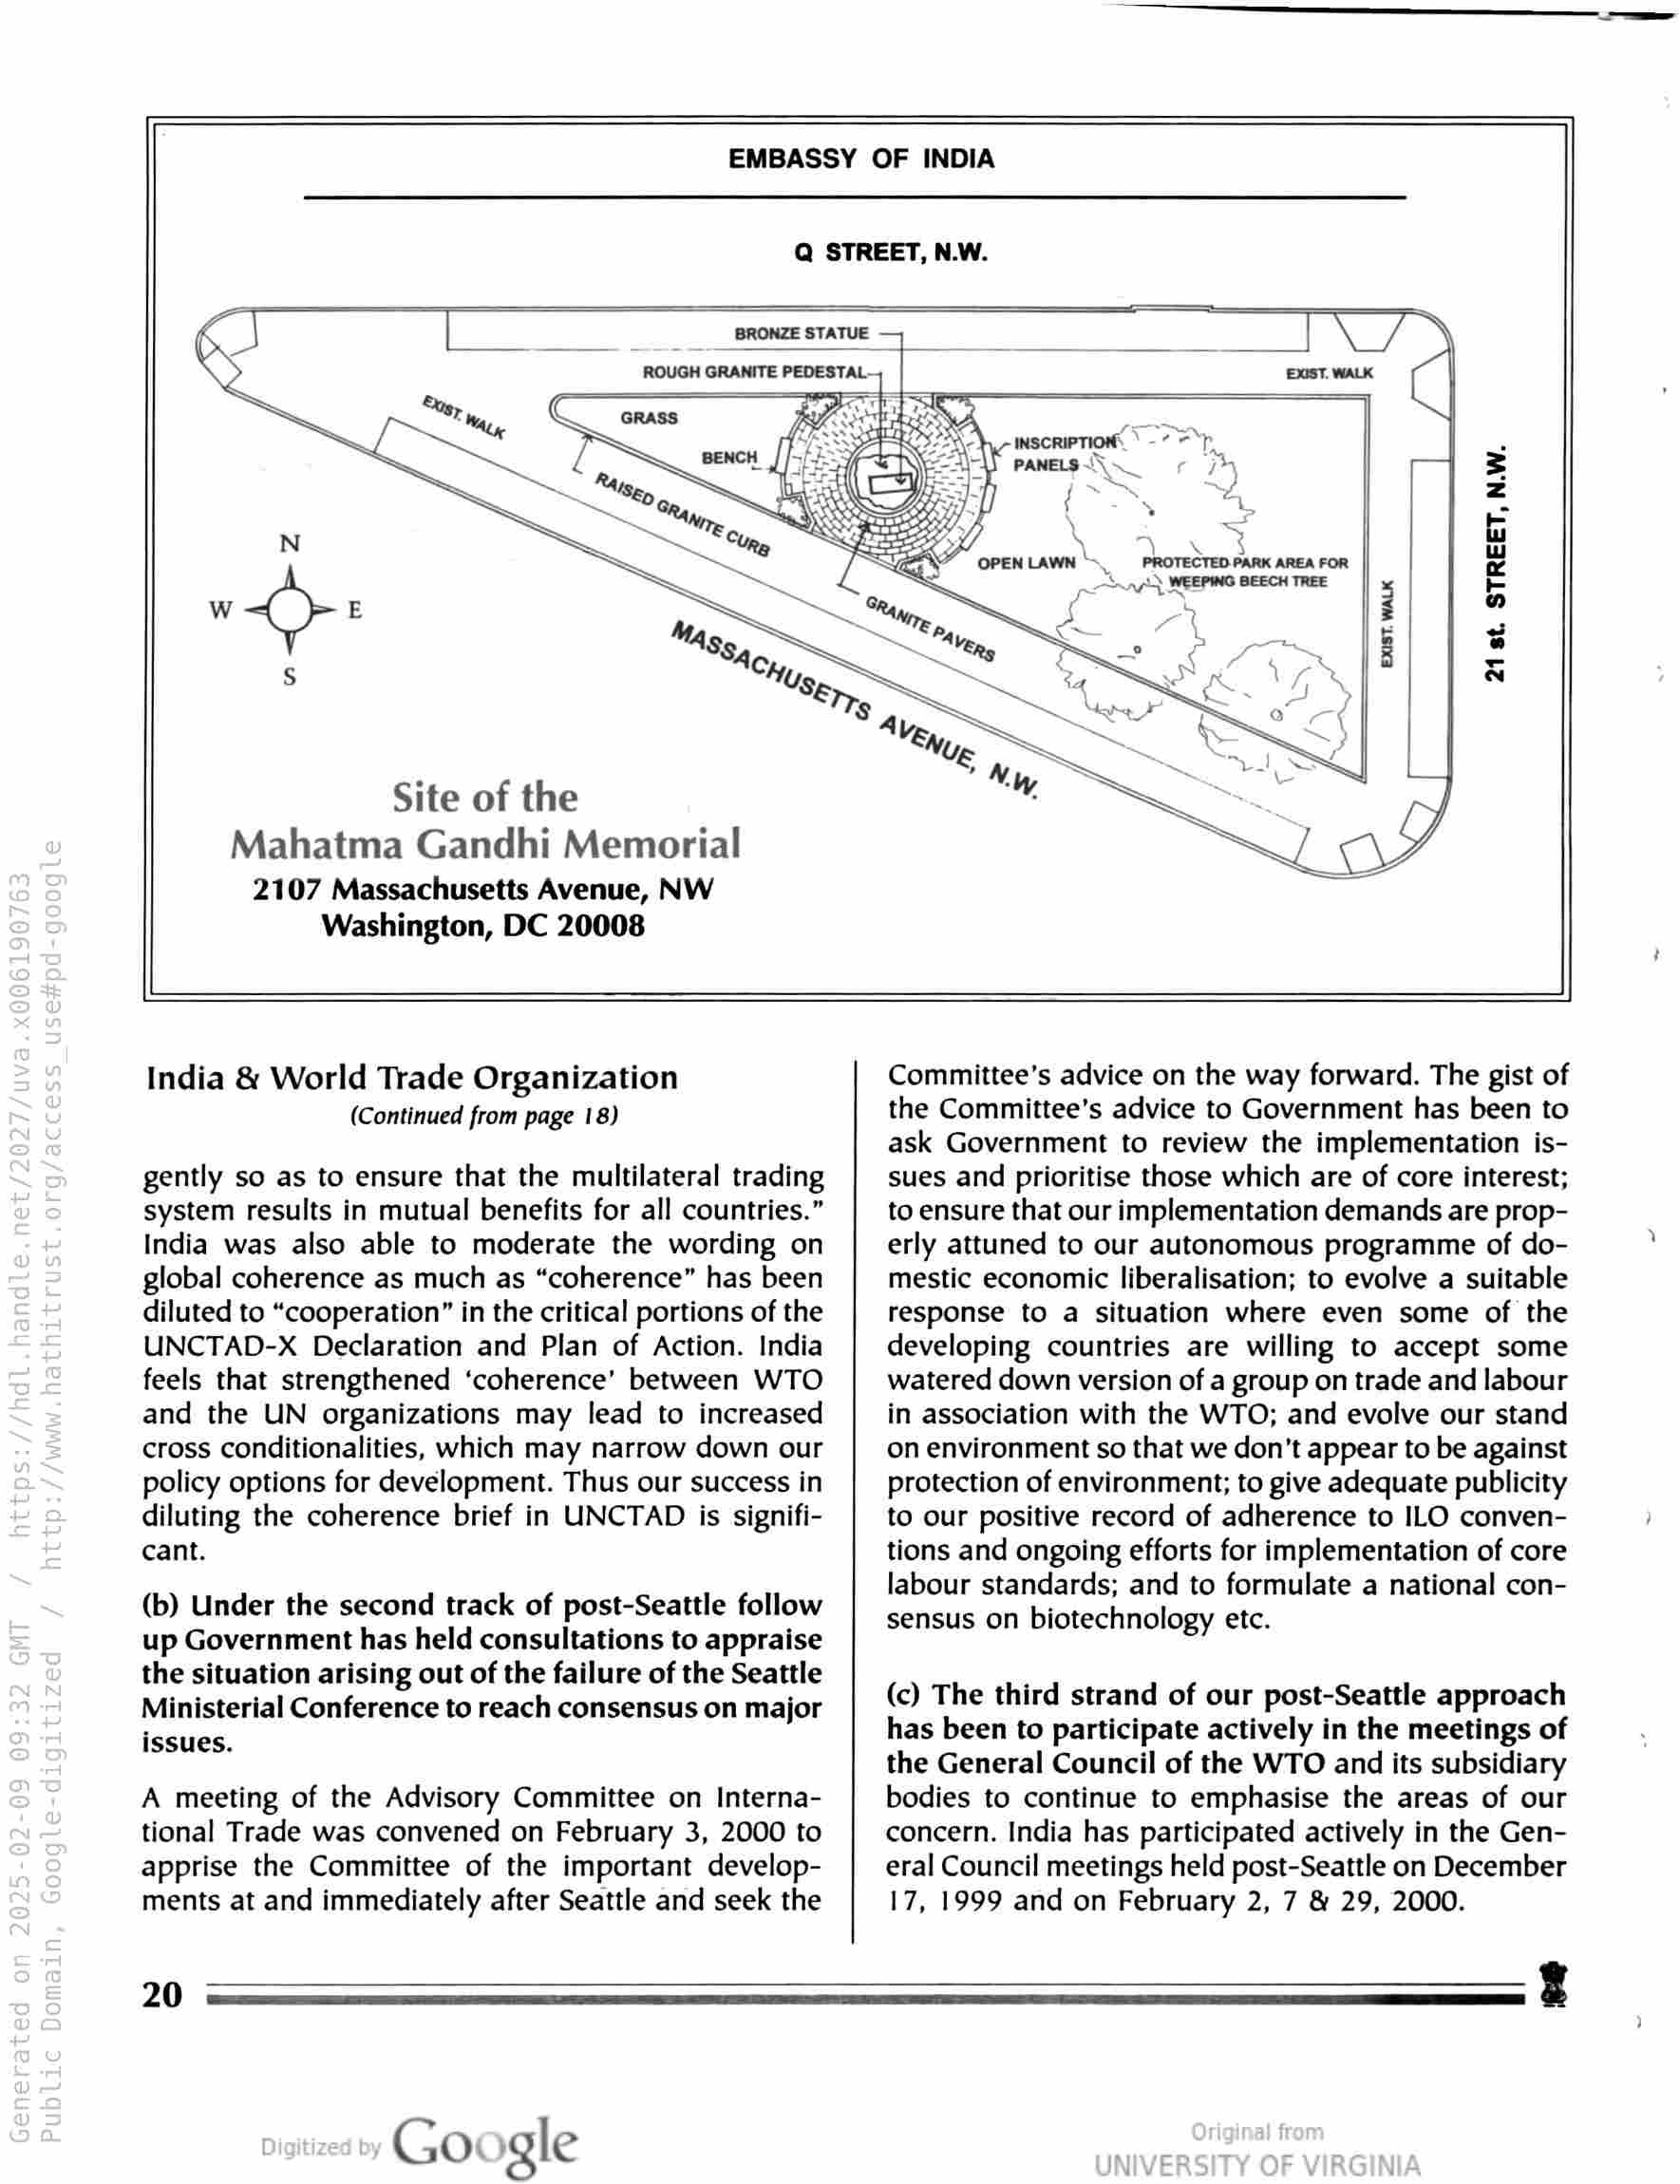 EMBASSY OF INDIA
Q STREET, N.W.
BRONZE STATUE
ROUGH GRANITE PEDESTAL
EXIST. WALK
EXIST. WALK
GRASS
BENCH
INSCRIPTION
PANELS
RAISED GRANITE CURB
OPEN LAWN
PROTECTED PARK AREA FOR
WEEPING BEECH TREE
GRANITE PAVERS
EXIST. WALK
21 st. STREET, N.W.
MASSACHUSETTS AVENUE, N.W.
N
W E
S
Site of the
Mahatma Gandhi Memorial
2107 Massachusetts Avenue, NW
Washington, DC 20008
India & World Trade Organization
(Continued from page 18)
gently so as to ensure that the multilateral trading
system results in mutual benefits for all countries.”
India was also able to moderate the wording on
global coherence as much as “coherence” has been
diluted to “cooperation” in the critical portions of the
UNCTAD-X Declaration and Plan of Action. India
feels that strengthened ‘coherence’ between WTO
and the UN organizations may lead to increased
cross conditionalities, which may narrow down our
policy options for development. Thus our success in
diluting the coherence brief in UNCTAD is signifi-
cant.
(b) Under the second track of post-Seattle follow
up Government has held consultations to appraise
the situation arising out of the failure of the Seattle
Ministerial Conference to reach consensus on major
issues.
A meeting of the Advisory Committee on Interna-
tional Trade was convened on February 3, 2000 to
apprise the Committee of the important develop-
ments at and immediately after Seattle and seek the
Committee’s advice on the way forward. The gist of
the Committee’s advice to Government has been to
ask Government to review the implementation is-
sues and prioritise those which are of core interest;
to ensure that our implementation demands are prop-
erly attuned to our autonomous programme of do-
mestic economic liberalisation; to evolve a suitable
response to a situation where even some of the
developing countries are willing to accept some
watered down version of a group on trade and labour
in association with the WTO; and evolve our stand
on environment so that we don’t appear to be against
protection of environment; to give adequate publicity
to our positive record of adherence to ILO conven-
tions and ongoing efforts for implementation of core
labour standards; and to formulate a national con-
sensus on biotechnology etc.
(c) The third strand of our post-Seattle approach
has been to participate actively in the meetings of
the General Council of the WTO and its subsidiary
bodies to continue to emphasise the areas of our
concern. India has participated actively in the Gen-
eral Council meetings held post-Seattle on December
17, 1999 and on February 2, 7 & 29, 2000.
20
Generated on 2025-02-09 09:32 GMT / https://hdl.handle.net/2027/uva.x006190763
Public Domain, Google-digitized / http://www.hathitrust.org/access_use#pd-google
Digitized by Google
Original from
UNIVERSITY OF VIRGINIA